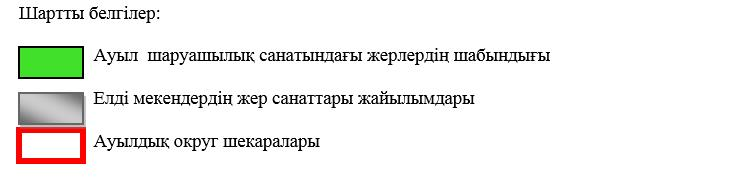 Шартты белгілер:
Ауыл шаруашылық санатындағы жерлердің шабындығы
Елді мекендердің жер санаттары жайылымдары
Ауылдық округ шекаралары